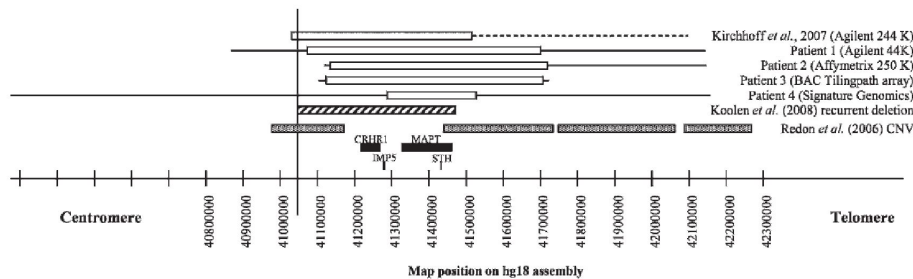 Kirchhoff et al., 2007 (Agilent 244 K)
Patient 1 (Agilent 44K)
Patient 2 (Affymetrix 250 K)
Patient 3 (BAC Tilingpath array)
Patient 4 (Signature Genomics)
Koolen et al. (2008) recurrent deletion
Redon et al. (2006) CNV
CRHR1 MAPT
IMP5 STH
40800000 40900000 41000000 41100000 41200000 41300000 41400000 41500000 41600000 41700000 41800000 41900000 42000000 42100000 42200000 42300000
Centromere Telomere
Map position on hg18 assembly